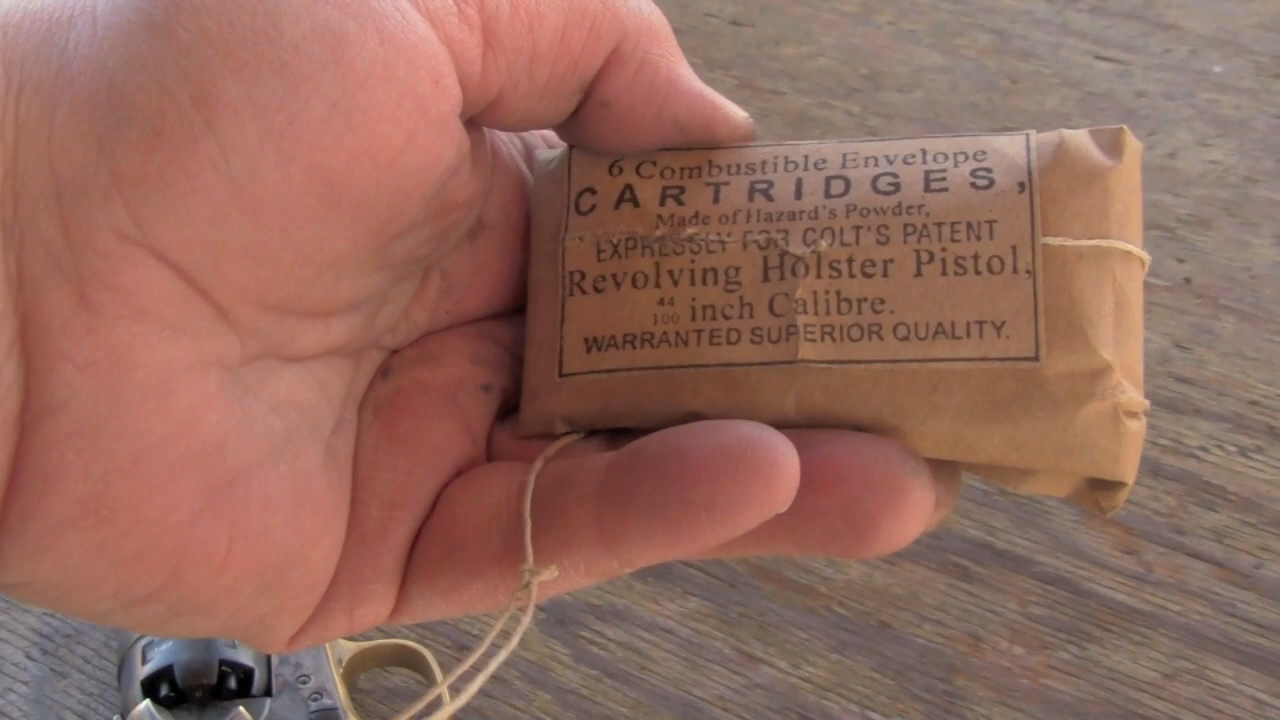 6 Combustible Envelope
CARTRIDGES,
Made of Hazard's Powder,
EXPRESSLY FOR COLT'S PATENT
Revolving Holster Pistol,
44/100 inch Calibre.
WARRANTED SUPERIOR QUALITY.